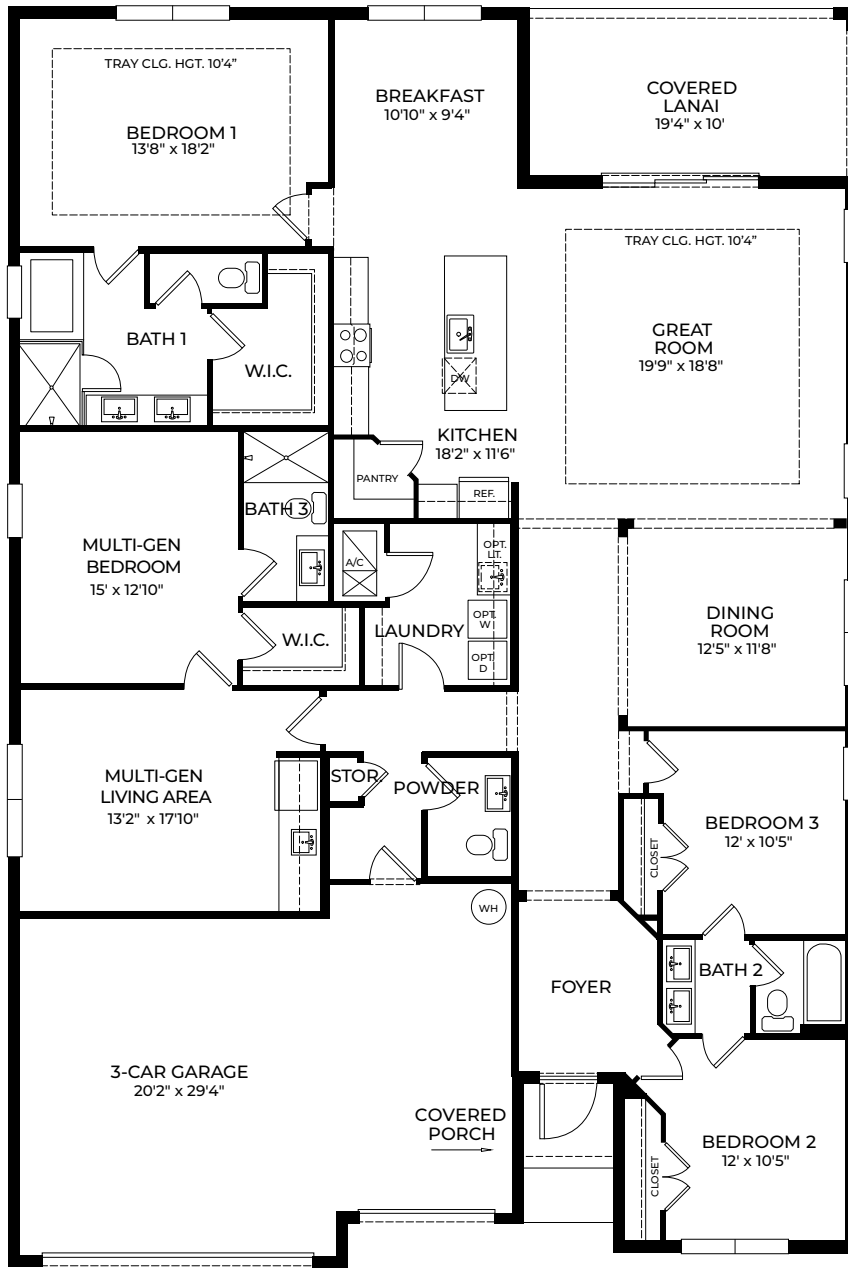 TRAY CLG. HGT. 10'4"
BEDROOM 1
13'8" x 18'2"
BREAKFAST
10'10" x 9'4"
COVERED
LANAI
19'4" x 10'
TRAY CLG. HGT. 10'4"
GREAT
ROOM
19'9" x 18'8"
BATH 1
W.I.C.
DW
KITCHEN
18'2" x 11'6"
PANTRY
REF.
BATH 3
MULTI-GEN
BEDROOM
15' x 12'10"
A/C
OPT.
LT.
OPT.
W
OPT.
D
LAUNDRY
W.I.C.
DINING
ROOM
12'5" x 11'8"
MULTI-GEN
LIVING AREA
13'2" x 17'10"
STOR.
POWDER
BEDROOM 3
12' x 10'5"
CLOSET
WH
FOYER
BATH 2
3-CAR GARAGE
20'2" x 29'4"
COVERED
PORCH
BEDROOM 2
12' x 10'5"
CLOSET